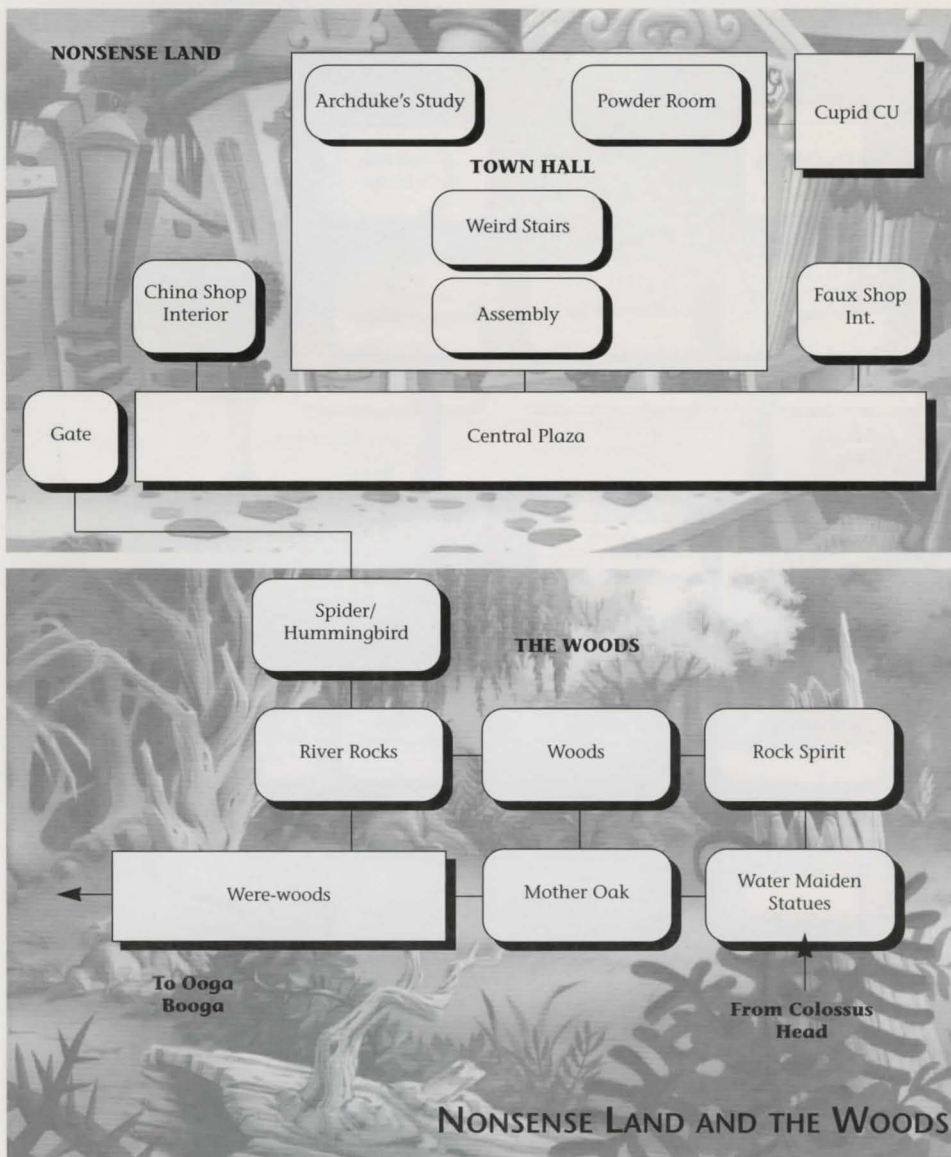 NONSENSE LAND
Archduke's Study
Powder Room
Cupid CU
TOWN HALL
Weird Stairs
China Shop
Interior
Assembly
Faux Shop
Int.
Gate
Central Plaza
Spider/
Hummingbird
THE WOODS
River Rocks
Woods
Rock Spirit
Were-woods
Mother Oak
Water Maiden
Statues
To Ooga
Booga
From Colossus
Head
NONSENSE LAND AND THE WOODS